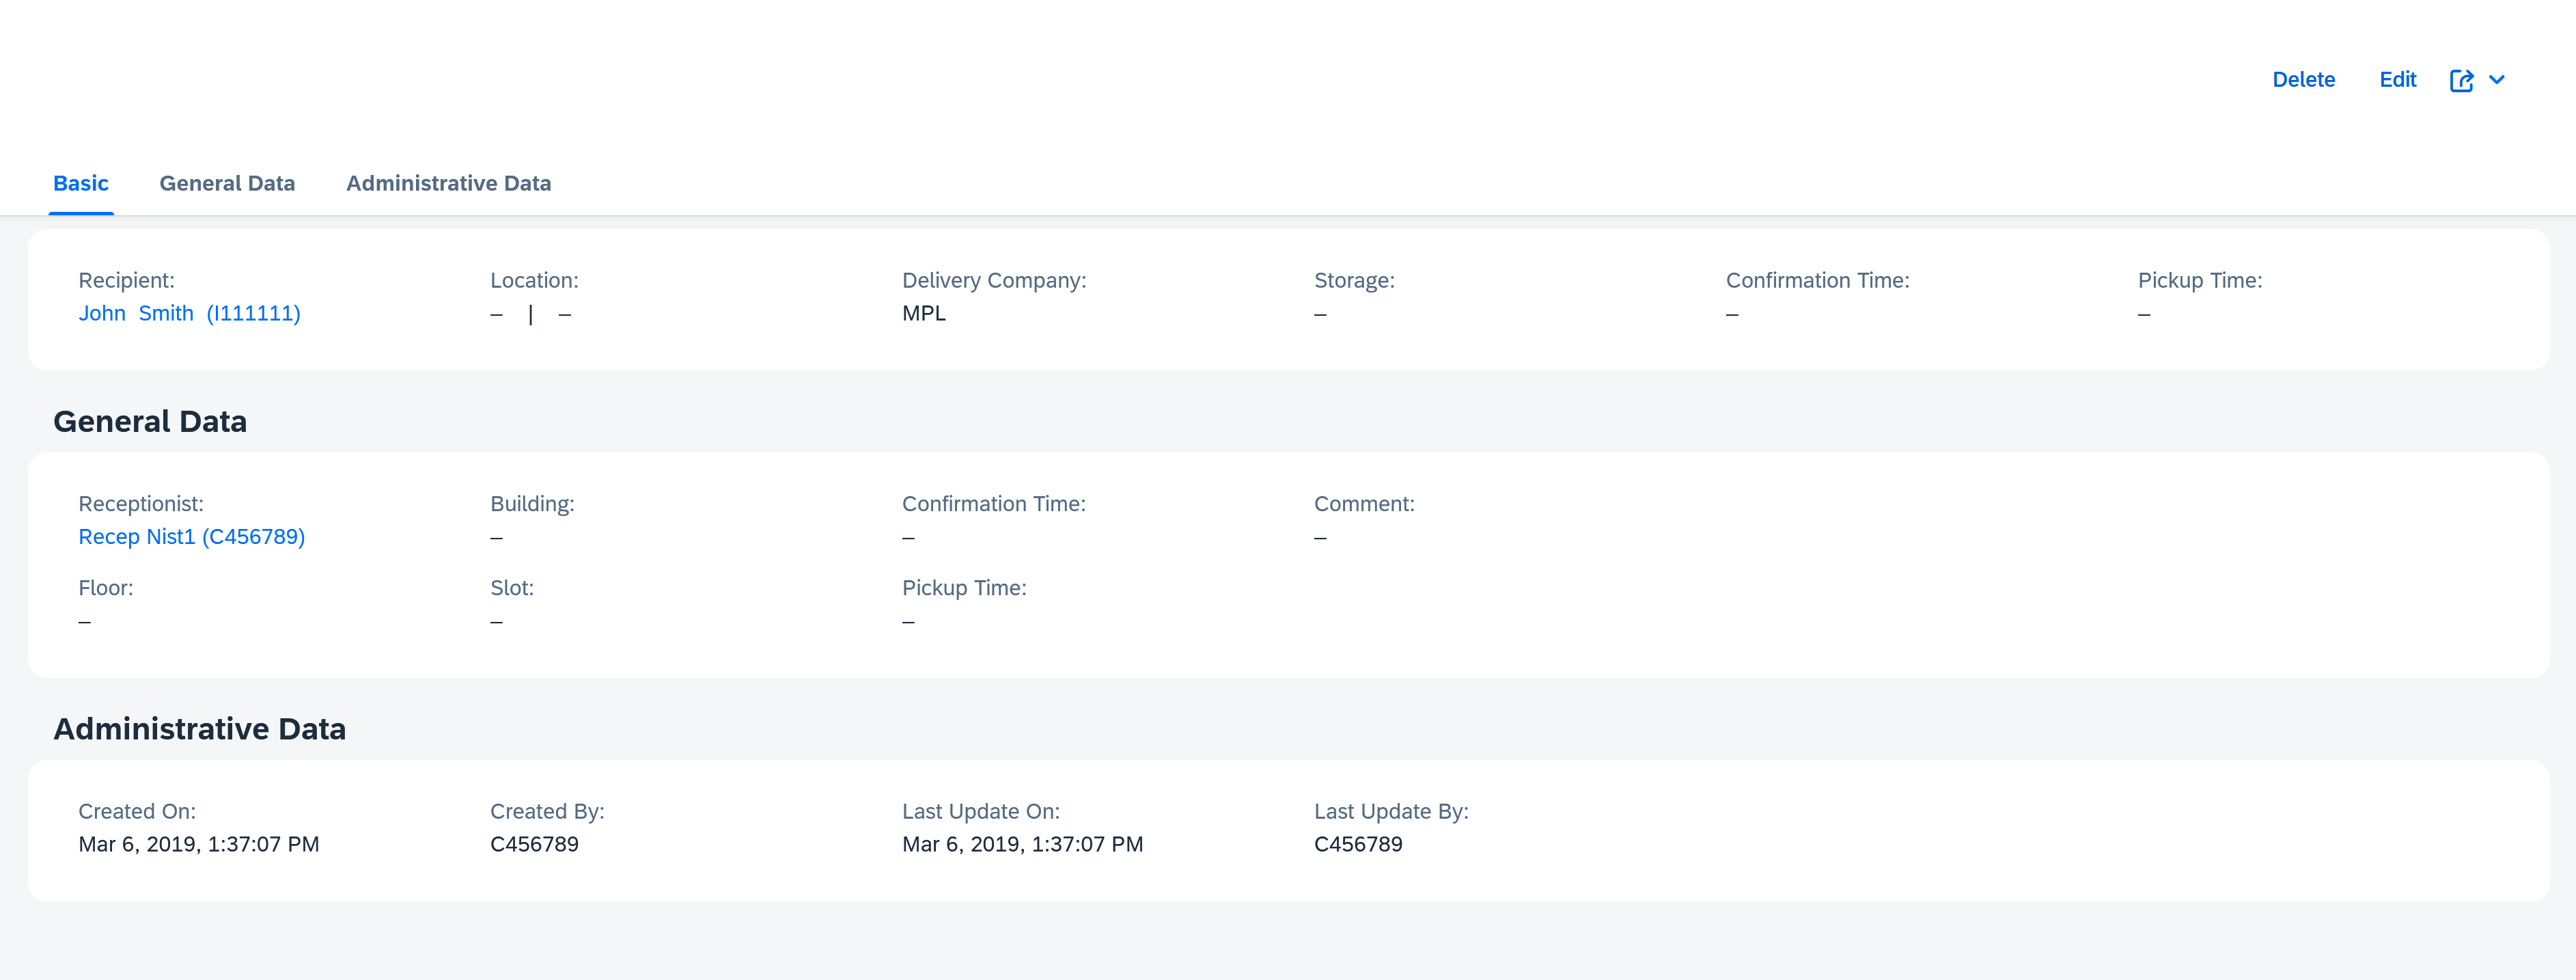 Delete Edit
Basic General Data Administrative Data
Recipient: Location: Delivery Company: Storage: Confirmation Time: Pickup Time:
John Smith (I111111) – | – MPL – – –
General Data
Receptionist: Building: Confirmation Time: Comment:
Recep Nist1 (C456789) – – –
Floor: Slot: Pickup Time:
– – –
Administrative Data
Created On: Created By: Last Update On: Last Update By:
Mar 6, 2019, 1:37:07 PM C456789 Mar 6, 2019, 1:37:07 PM C456789